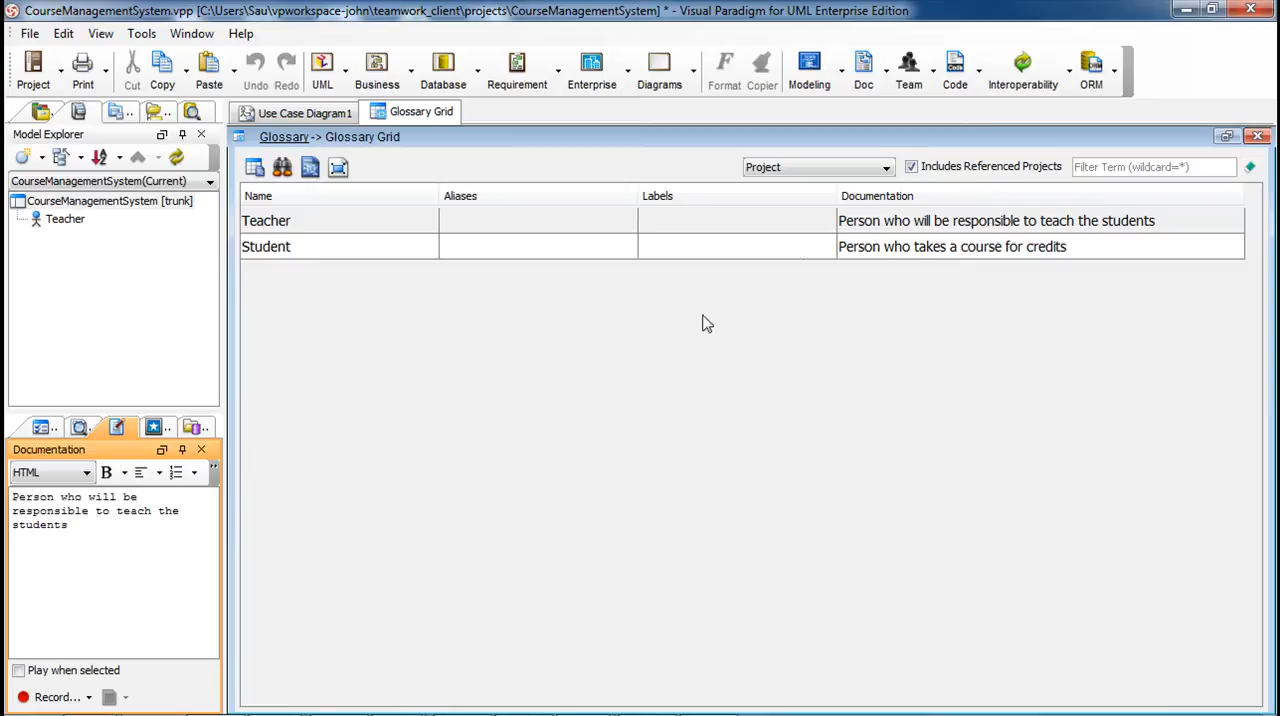 CourseManagementSystem.vpp [C:\Users\Sau\vpworkspace-john\teamwork_client\projects\CourseManagementSystem] * - Visual Paradigm for UML Enterprise Edition
File Edit View Tools Window Help
Project Print Cut Copy Paste Undo Redo UML Business Database Requirement Enterprise Diagrams Format Copier Modeling Doc Team Code Interoperability ORM
Use Case Diagram1 Glossary Grid
Model Explorer
Glossary -> Glossary Grid
Project Includes Referenced Projects Filter Term (wildcard=*)
CourseManagementSystem(Current)
CourseManagementSystem [trunk]
Teacher
Name Aliases Labels Documentation
Teacher Person who will be responsible to teach the students
Student Person who takes a course for credits
Documentation
HTML B
Person who will be
responsible to teach the
students
Play when selected
Record...